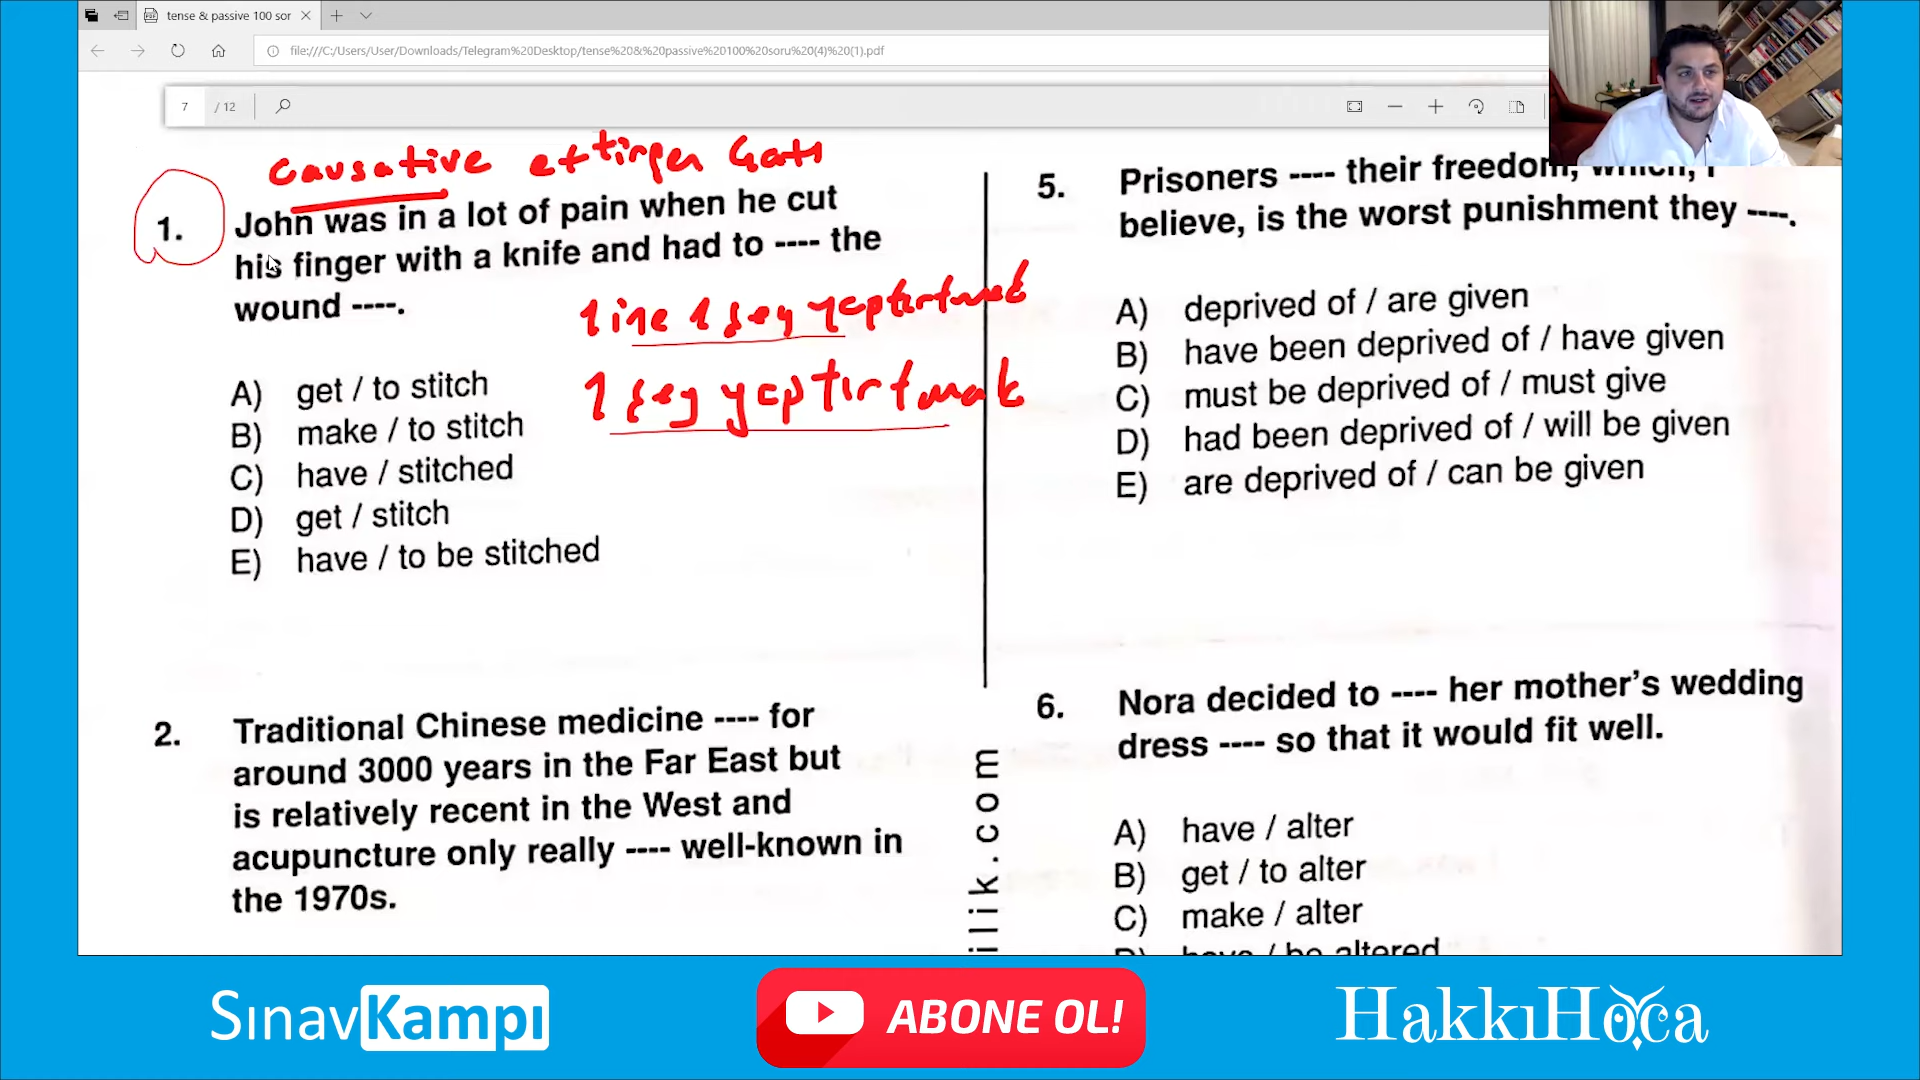 tense & passive 100 sor
file:///C:/Users/User/Downloads/Telegram%20Desktop/tense%20&%20passive%20100%20soru%20(4)%20(1).pdf
7 / 12
Causative ettirgen
1. John was in a lot of pain when he cut
his finger with a knife and had to ---- the
wound ----.
1 ine 1 şey yaptırtmak
1 şey yaptırtmak
A) get / to stitch
B) make / to stitch
C) have / stitched
D) get / stitch
E) have / to be stitched
2. Traditional Chinese medicine ---- for
around 3000 years in the Far East but
is relatively recent in the West and
acupuncture only really ---- well-known in
the 1970s.
ilik.com
5. Prisoners ---- their freedom, which, I
believe, is the worst punishment they ----.
A) deprived of / are given
B) have been deprived of / have given
C) must be deprived of / must give
D) had been deprived of / will be given
E) are deprived of / can be given
6. Nora decided to ---- her mother's wedding
dress ---- so that it would fit well.
A) have / alter
B) get / to alter
C) make / alter
D) have / be altered
SınavKampı
ABONE OL!
HakkıHoca